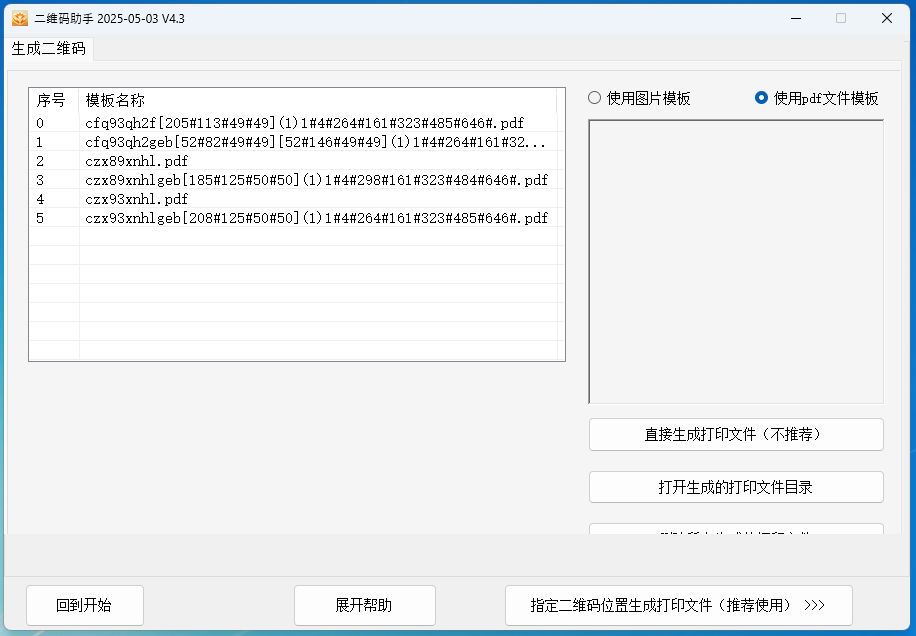 二维码助手 2025-05-03 V4.3
生成二维码
序号 模板名称
0 cfq93qh2f[205#113#49#49](1)1#4#264#161#323#485#646#.pdf
1 cfq93qh2geb[52#82#49#49][52#146#49#49](1)1#4#264#161#32...
2 czx89xnhl.pdf
3 czx89xnhlgeb[185#125#50#50](1)1#4#298#161#323#484#646#.pdf
4 czx93xnhl.pdf
5 czx93xnhlgeb[208#125#50#50](1)1#4#264#161#323#485#646#.pdf
使用图片模板 使用pdf文件模板
直接生成打印文件（不推荐）
打开生成的打印文件目录
回到开始 展开帮助 指定二维码位置生成打印文件（推荐使用） >>>